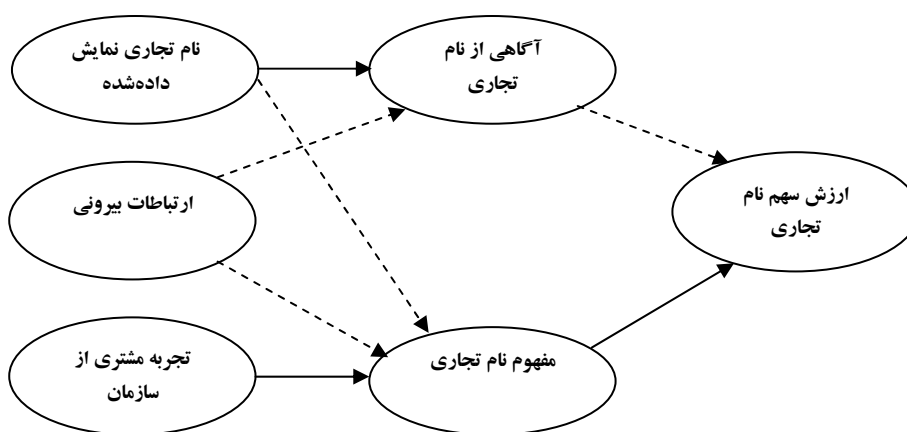 نام تجاری نمایش
داده‌شده
آگاهی از نام
تجاری
ارتباطات بیرونی
ارزش سهم نام
تجاری
تجربه مشتری از
سازمان
مفهوم نام تجاری